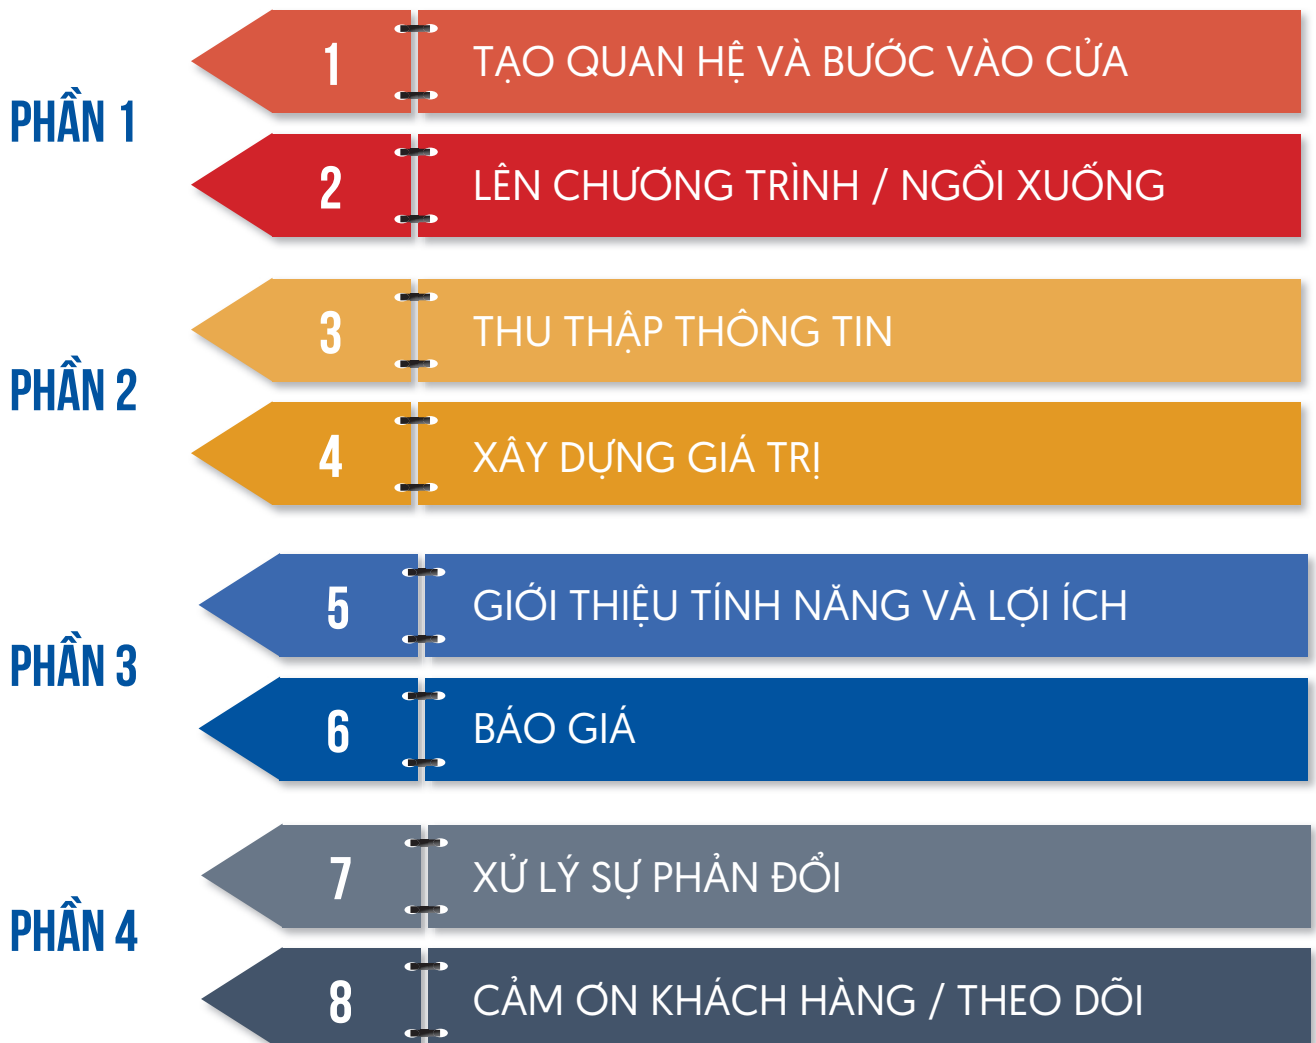 PHẦN 1
1 TẠO QUAN HỆ VÀ BƯỚC VÀO CỬA
2 LÊN CHƯƠNG TRÌNH / NGỒI XUỐNG
PHẦN 2
3 THU THẬP THÔNG TIN
4 XÂY DỰNG GIÁ TRỊ
PHẦN 3
5 GIỚI THIỆU TÍNH NĂNG VÀ LỢI ÍCH
6 BÁO GIÁ
PHẦN 4
7 XỬ LÝ SỰ PHẢN ĐỔI
8 CẢM ƠN KHÁCH HÀNG / THEO DÕI